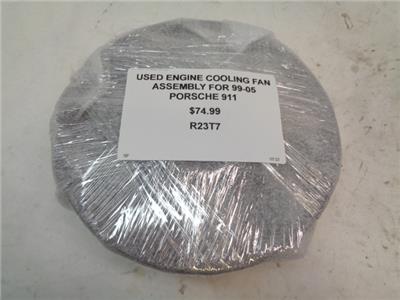 USED ENGINE COOLING FAN
ASSEMBLY FOR 99-05
PORSCHE 911
$74.99
R23T7